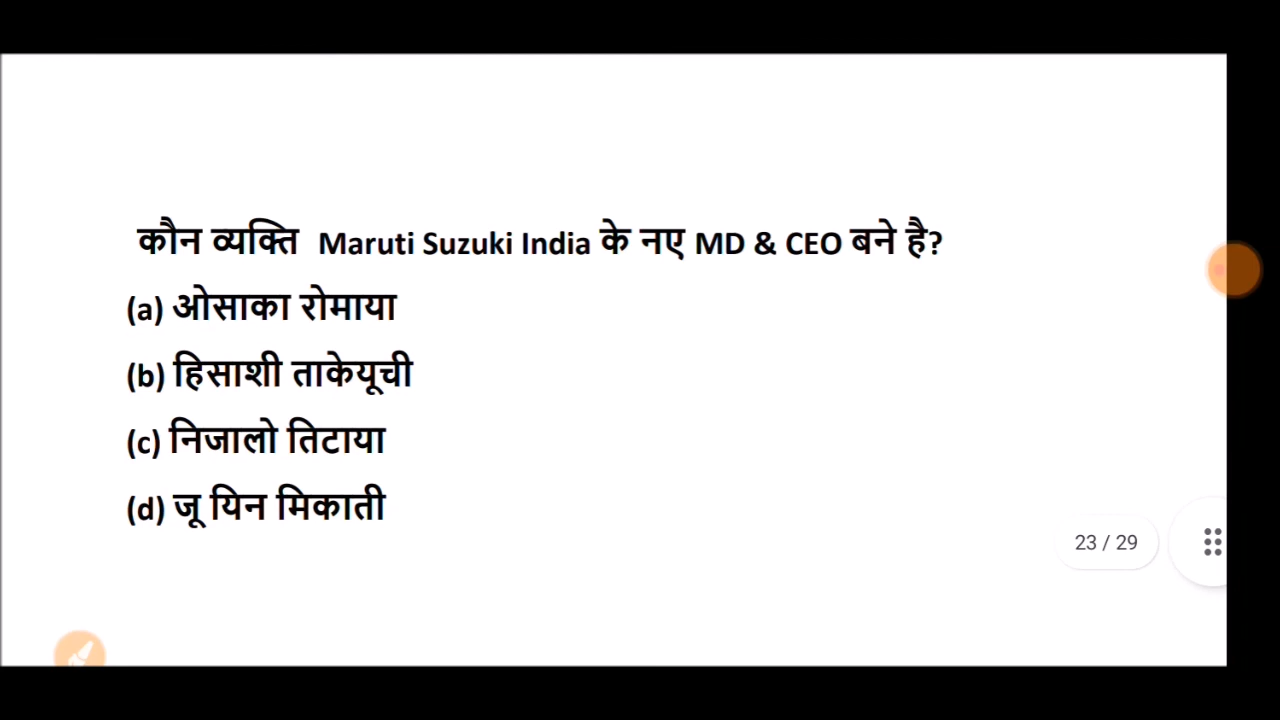 कौन व्यक्ति Maruti Suzuki India के नए MD & CEO बने है?
(a) ओसाका रोमाया
(b) हिसाशी ताकेयूची
(c) निजालो तिटाया
(d) जू यिन मिकाती
23 / 29